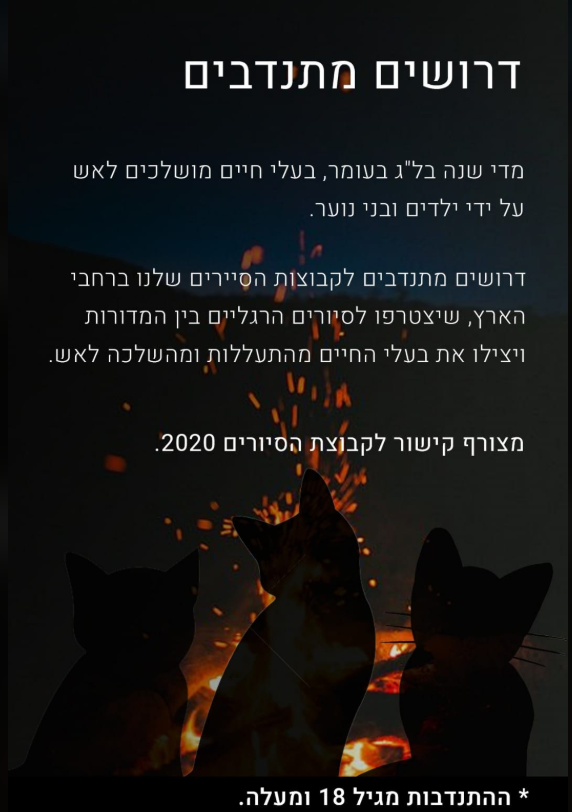 דרושים מתנדבים
מדי שנה בל"ג בעומר, בעלי חיים מושלכים לאש
על ידי ילדים ובני נוער.
דרושים מתנדבים לקבוצות הסיירים שלנו ברחבי
הארץ, שיצטרפו לסיורים הרגליים בין המדורות
ויצילו את בעלי החיים מהתעללות ומהשלכה לאש.
מצורף קישור לקבוצת הסיורים 2020.
* ההתנדבות מגיל 18 ומעלה.